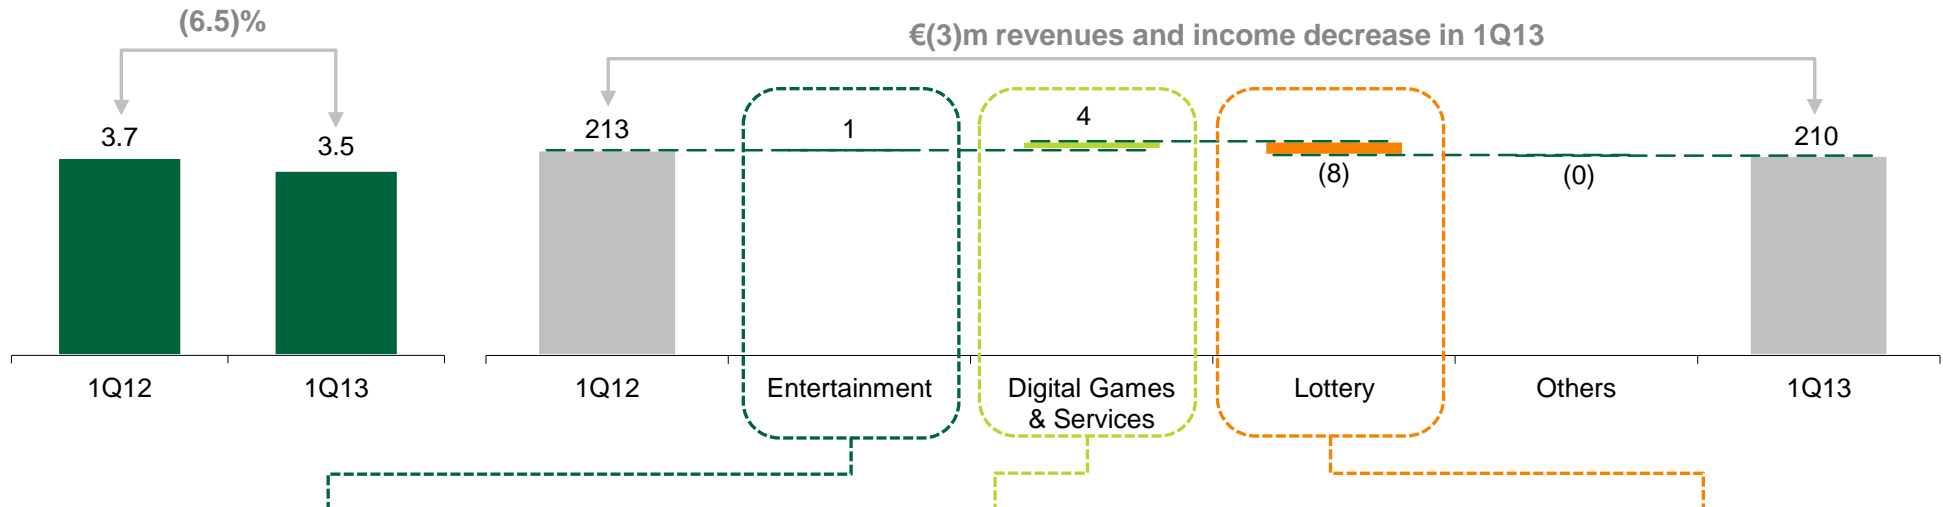 (6.5)%
3.7
3.5
1Q12
1Q13
€(3)m revenues and income decrease in 1Q13
213
1
4
(8)
(0)
210
1Q12
Entertainment
Digital Games
& Services
Lottery
Others
1Q13